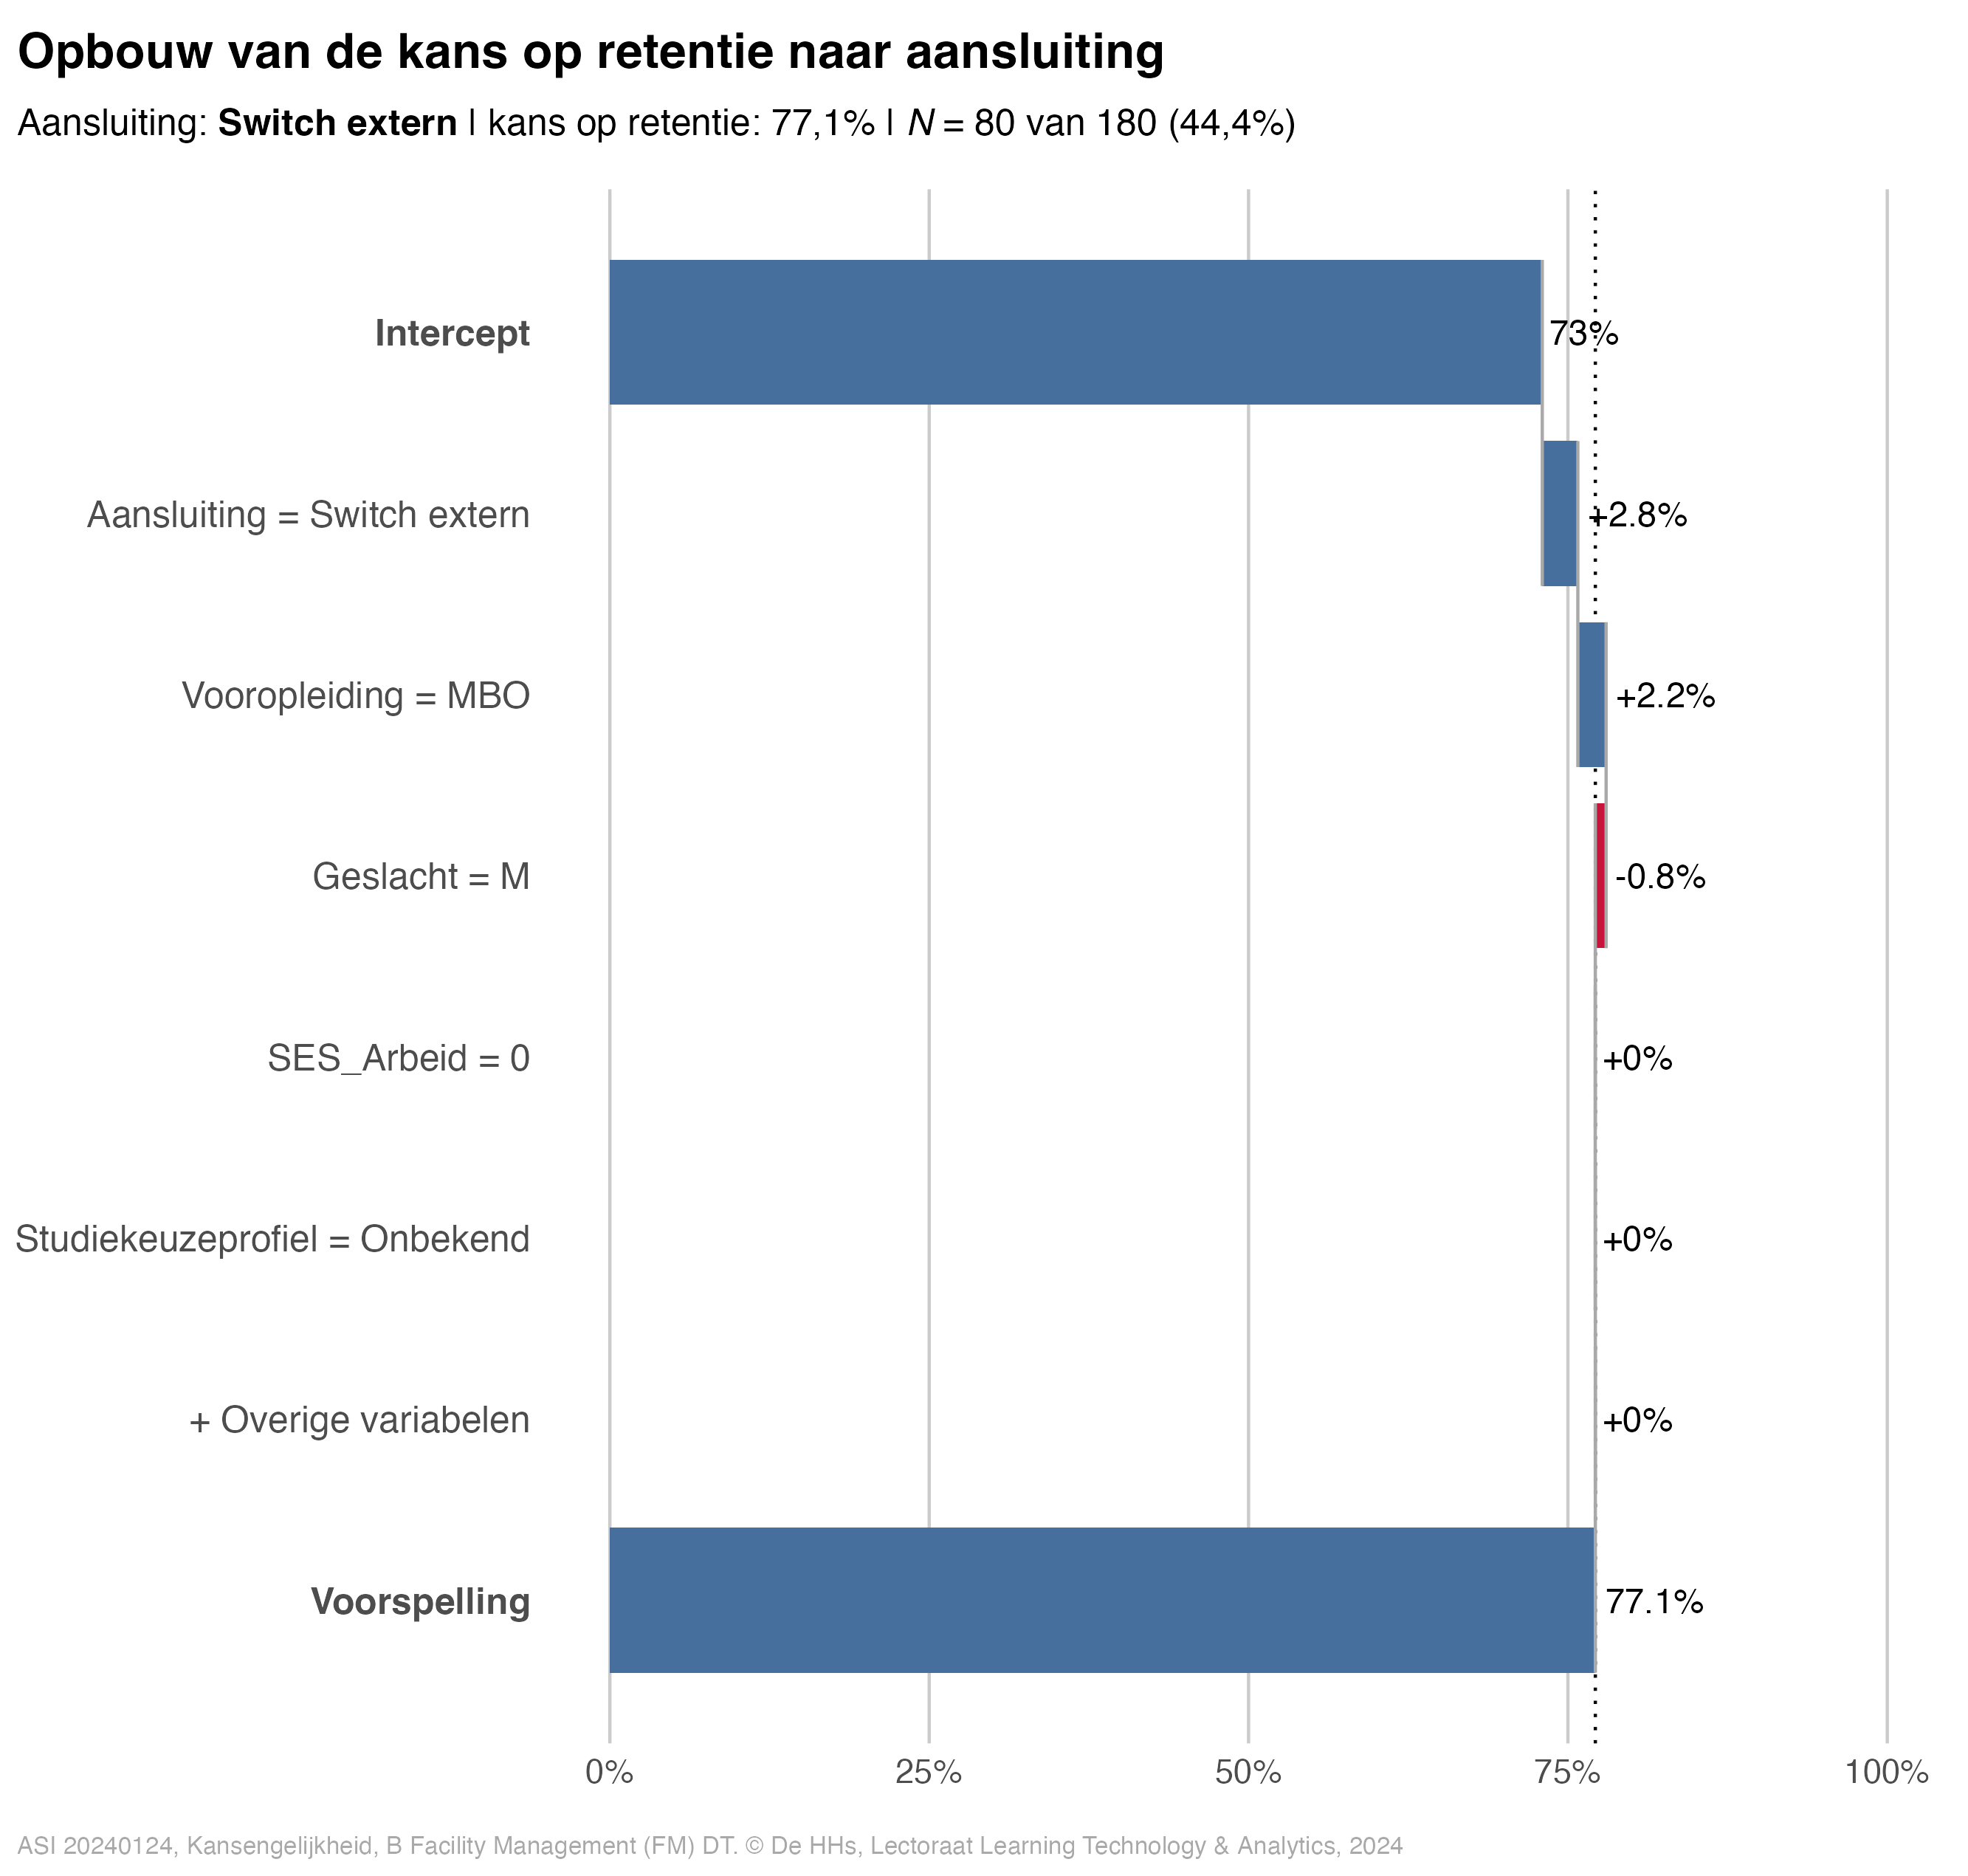 Opbouw van de kans op retentie naar aansluiting
Aansluiting: Switch extern | kans op retentie: 77,1% | N = 80 van 180 (44,4%)
Intercept
73%
Aansluiting = Switch extern
+2.8%
Vooropleiding = MBO
+2.2%
Geslacht = M
-0.8%
SES_Arbeid = 0
+0%
Studiekeuzeprofiel = Onbekend
+0%
+ Overige variabelen
+0%
Voorspelling
77.1%
0% 25% 50% 75% 100%
ASI 20240124, Kansengelijkheid, B Facility Management (FM) DT. © De HHs, Lectoraat Learning Technology & Analytics, 2024